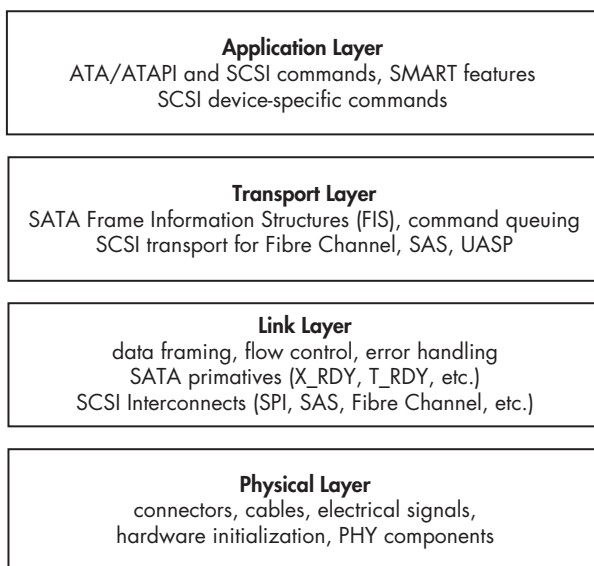 Application Layer
ATA/ATAPI and SCSI commands, SMART features
SCSI device-specific commands
Transport Layer
SATA Frame Information Structures (FIS), command queuing
SCSI transport for Fibre Channel, SAS, UASP
Link Layer
data framing, flow control, error handling
SATA primatives (X_RDY, T_RDY, etc.)
SCSI Interconnects (SPI, SAS, Fibre Channel, etc.)
Physical Layer
connectors, cables, electrical signals,
hardware initialization, PHY components